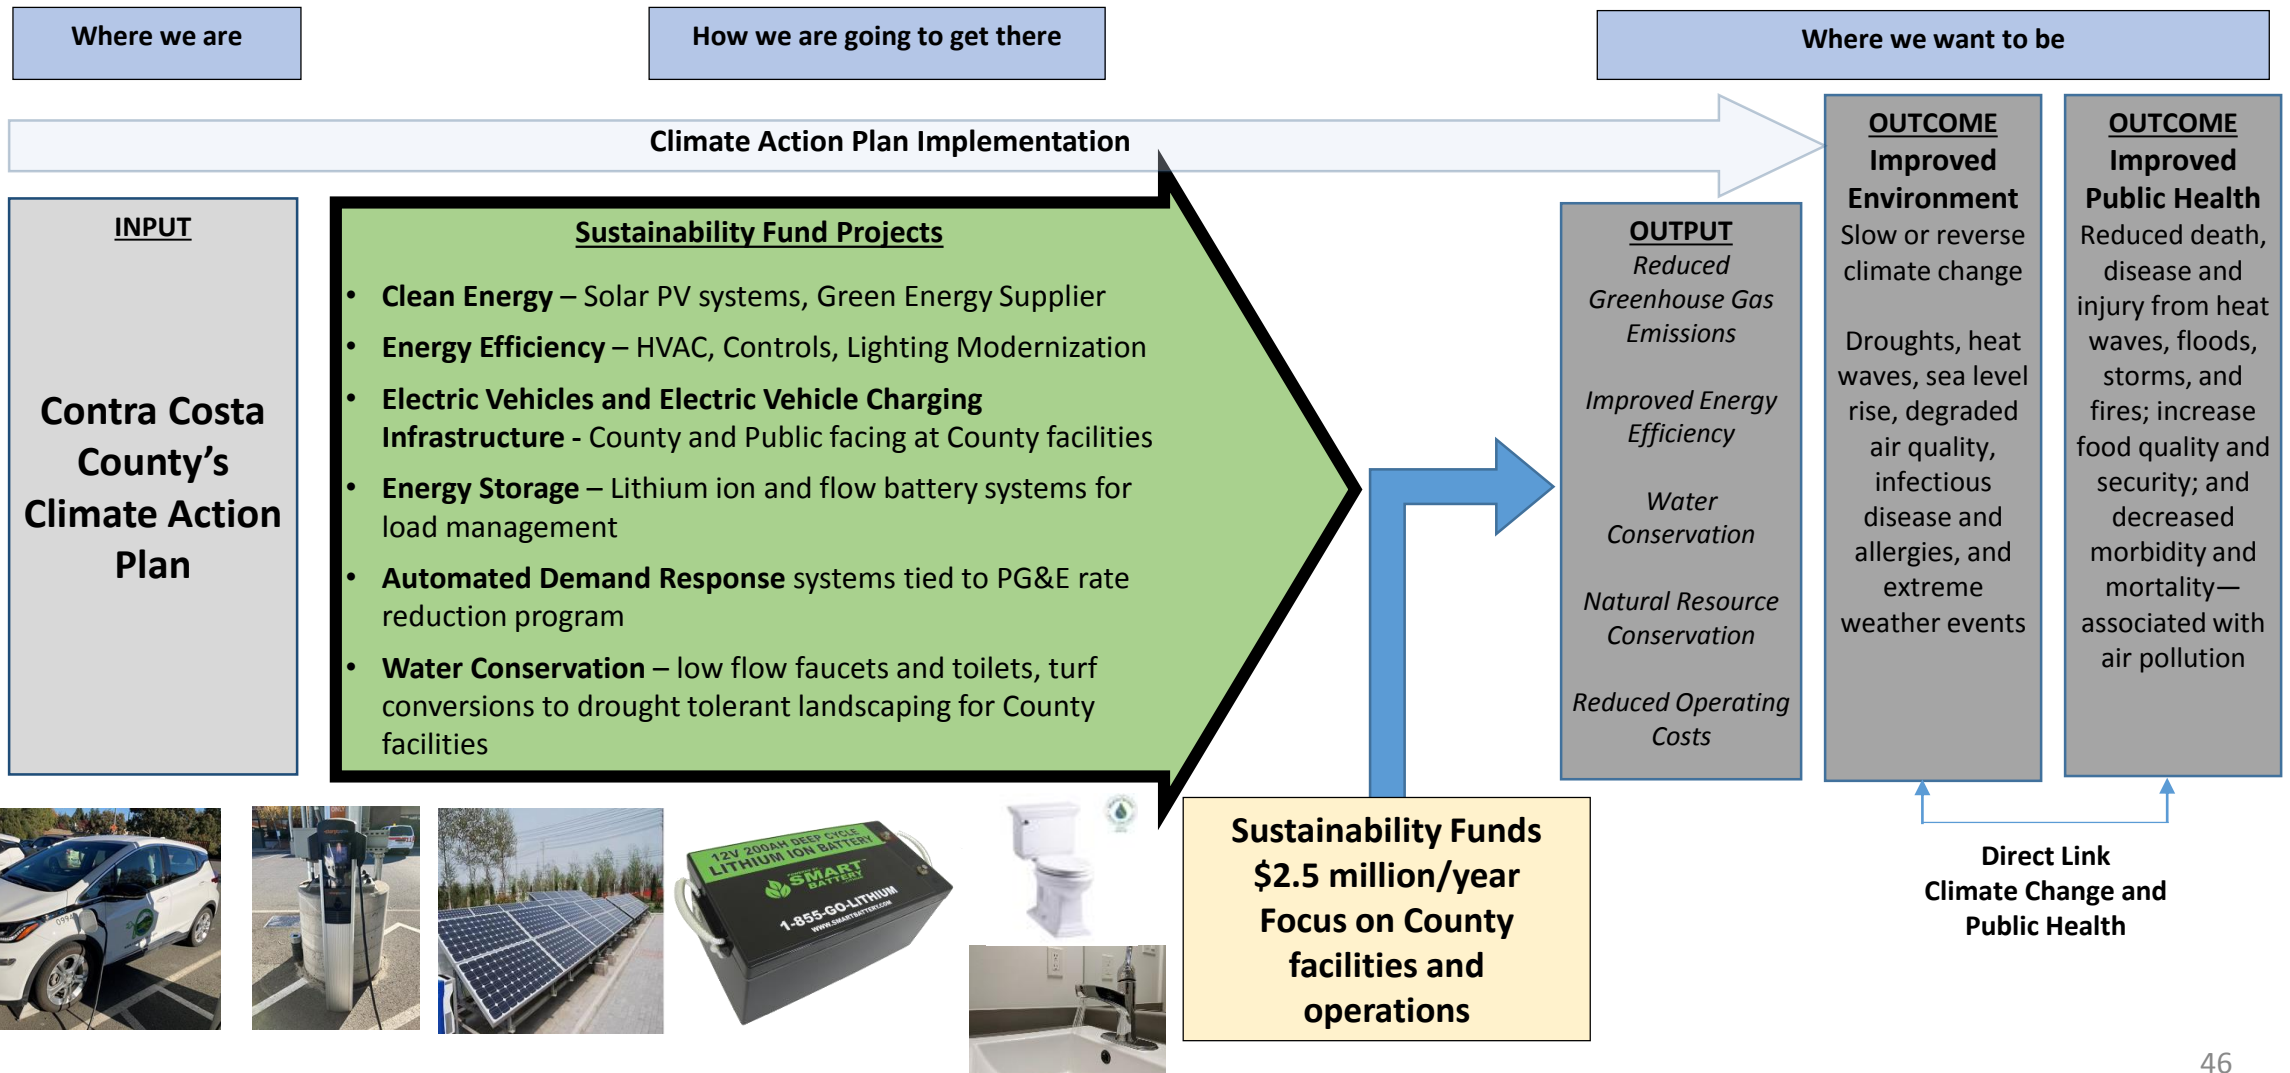 Where we are
How we are going to get there
Where we want to be
Climate Action Plan Implementation
INPUT
Contra Costa
County’s
Climate Action
Plan
Sustainability Fund Projects
• Clean Energy – Solar PV systems, Green Energy Supplier
• Energy Efficiency – HVAC, Controls, Lighting Modernization
• Electric Vehicles and Electric Vehicle Charging
Infrastructure - County and Public facing at County facilities
• Energy Storage – Lithium ion and flow battery systems for
load management
• Automated Demand Response systems tied to PG&E rate
reduction program
• Water Conservation – low flow faucets and toilets, turf
conversions to drought tolerant landscaping for County
facilities
OUTPUT
Reduced
Greenhouse Gas
Emissions
Improved Energy
Efficiency
Water
Conservation
Natural Resource
Conservation
Reduced Operating
Costs
OUTCOME
Improved
Environment
Slow or reverse
climate change
Droughts, heat
waves, sea level
rise, degraded
air quality,
infectious
disease and
allergies, and
extreme
weather events
OUTCOME
Improved
Public Health
Reduced death,
disease and
injury from heat
waves, floods,
storms, and
fires; increase
food quality and
security; and
decreased
morbidity and
mortality—
associated with
air pollution
12V 200AH DEEP CYCLE
LITHIUM ION BATTERY
SMART
BATTERY
1-855-GO-LITHIUM
WWW.SMARTBATTERY.COM
Sustainability Funds
$2.5 million/year
Focus on County
facilities and
operations
Direct Link
Climate Change and
Public Health
46